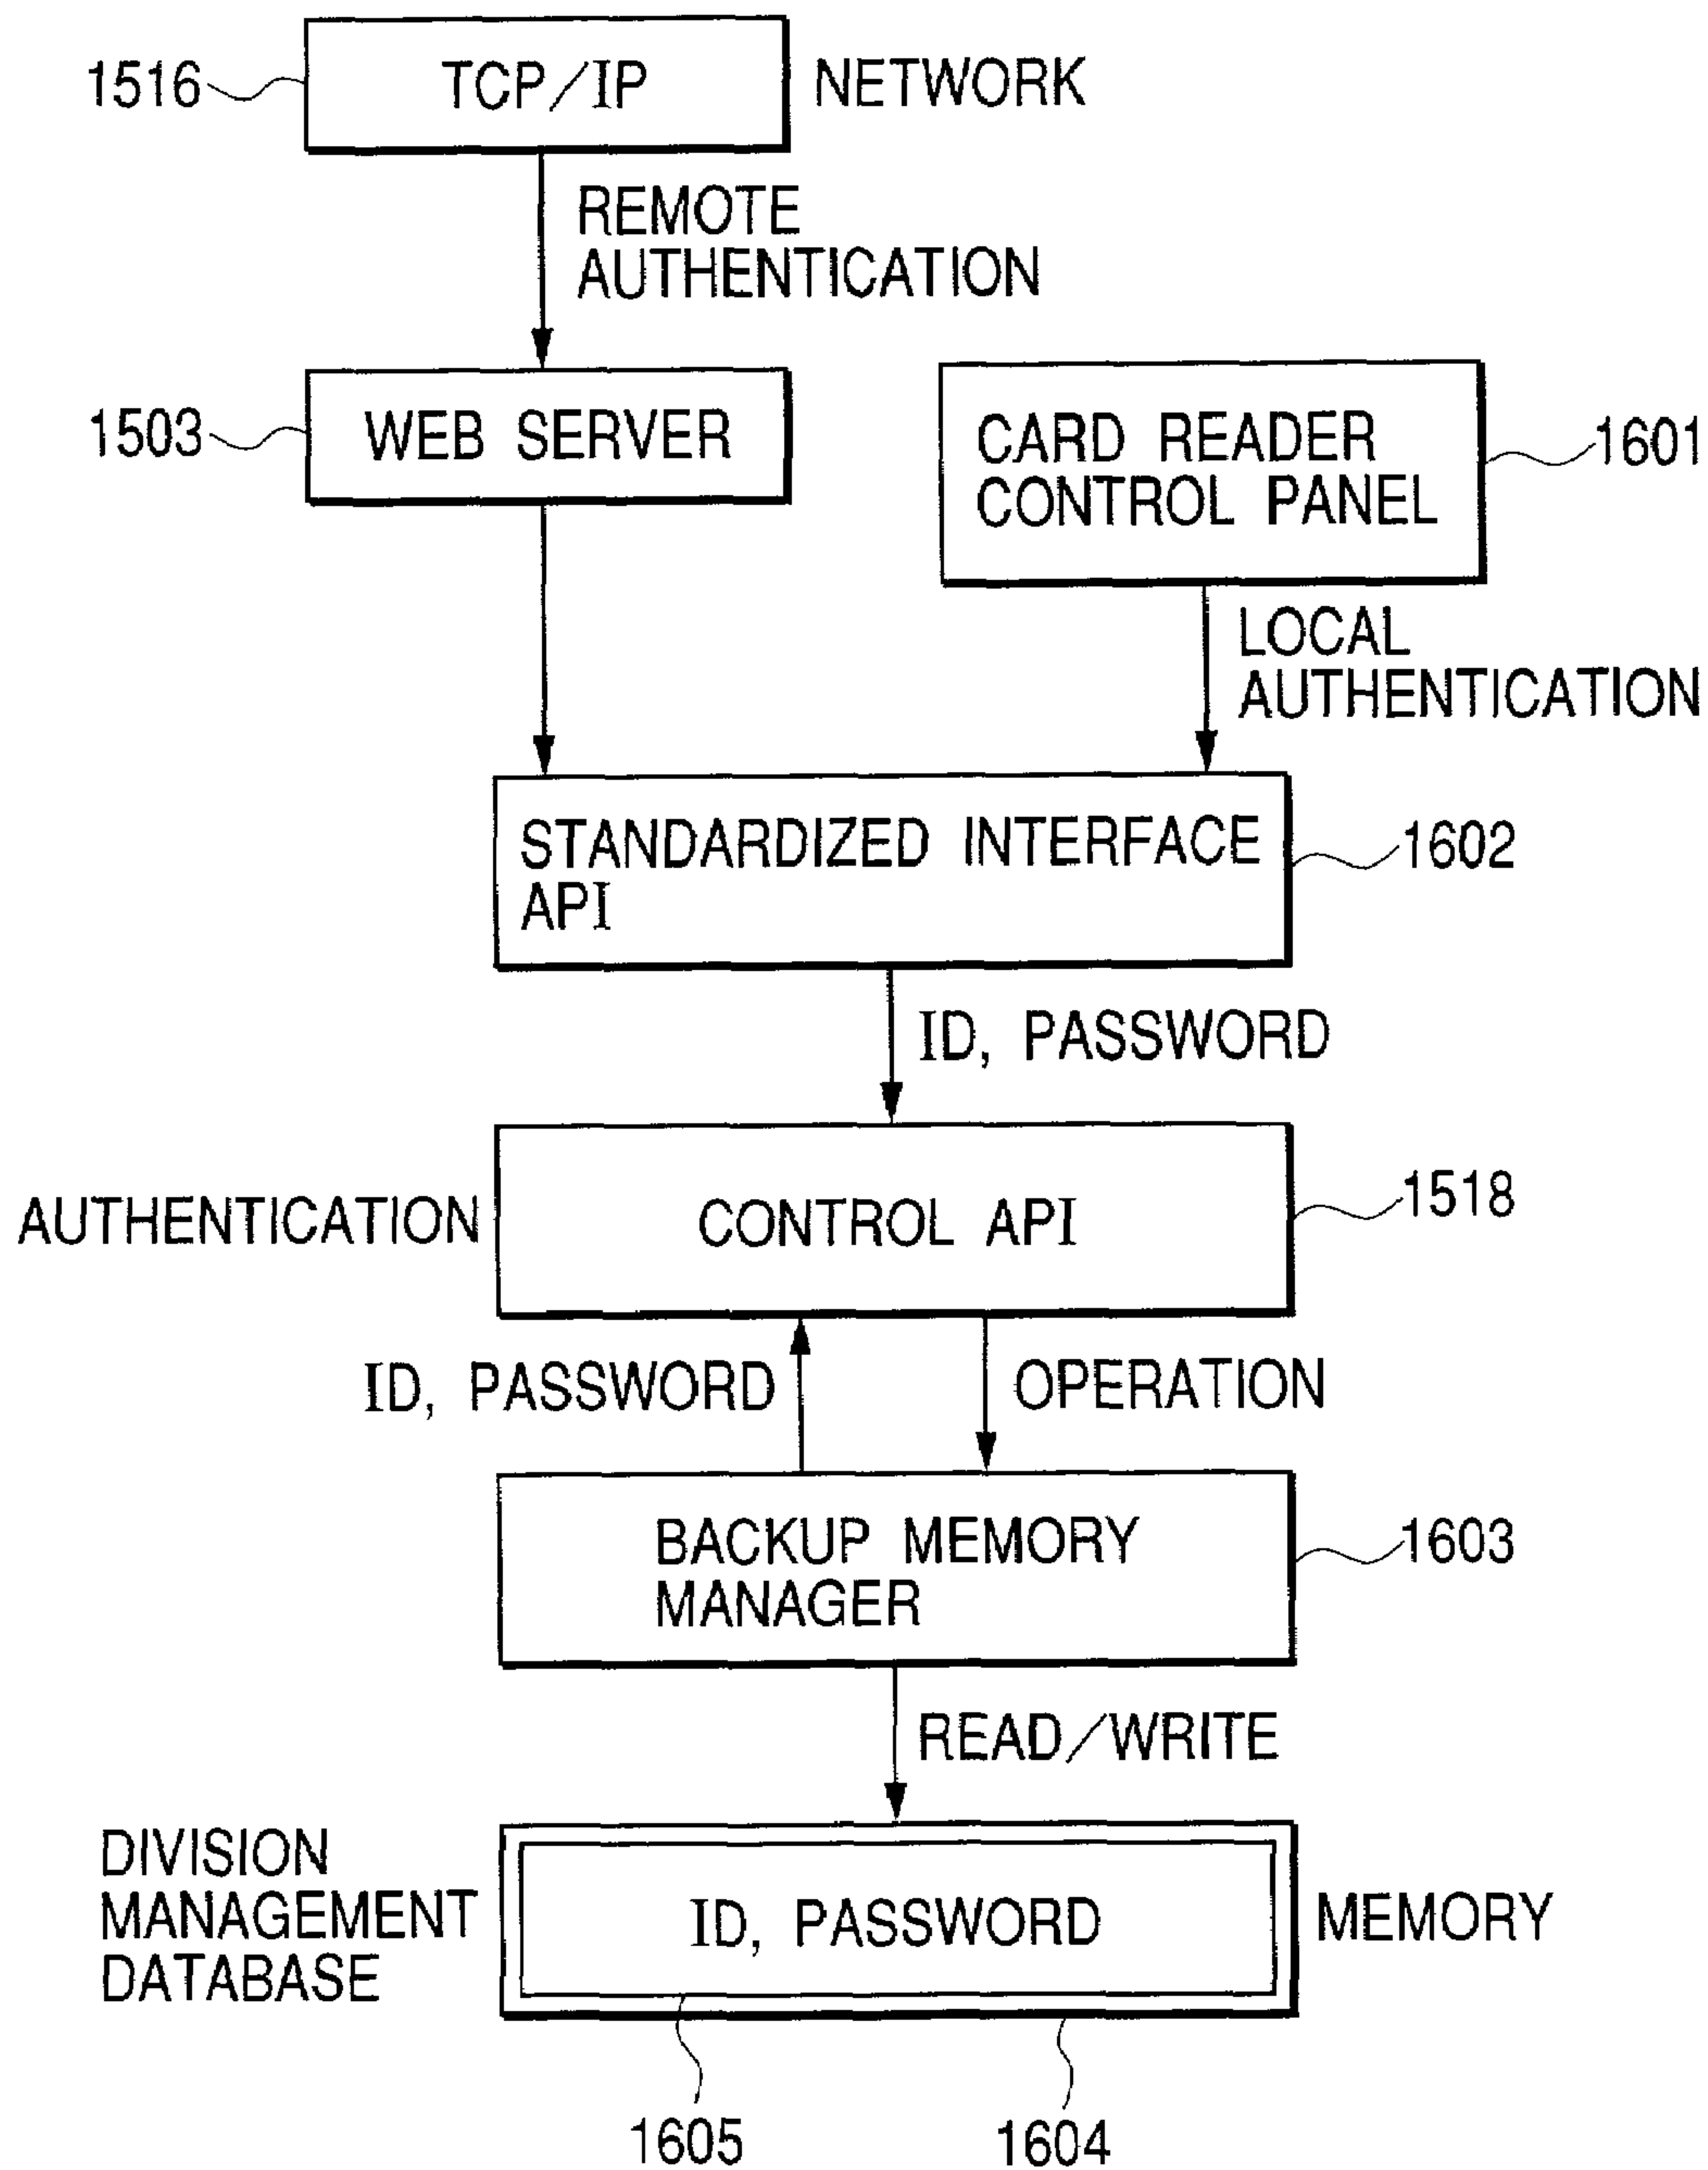 1516
TCP/IP
NETWORK
REMOTE
AUTHENTICATION
1503
WEB SERVER
CARD READER
CONTROL PANEL
1601
LOCAL
AUTHENTICATION
STANDARDIZED INTERFACE
API
1602
ID, PASSWORD
AUTHENTICATION
CONTROL API
1518
ID, PASSWORD
OPERATION
BACKUP MEMORY
MANAGER
1603
READ/WRITE
DIVISION
MANAGEMENT
DATABASE
ID, PASSWORD
MEMORY
1605
1604